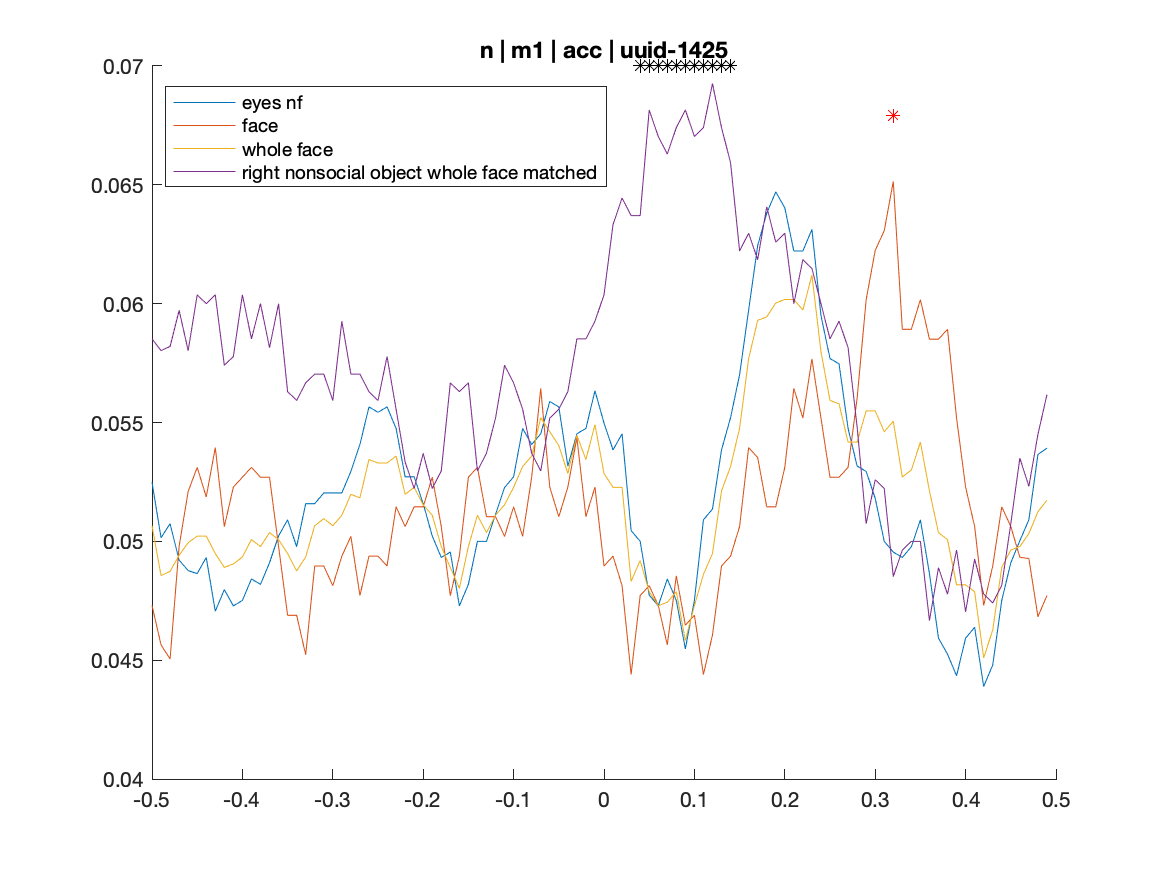 n | m1 | acc | uuid-1425
0.07
0.065
0.06
0.055
0.05
0.045
0.04
eyes nf
face
whole face
right nonsocial object whole face matched
-0.5 -0.4 -0.3 -0.2 -0.1 0 0.1 0.2 0.3 0.4 0.5